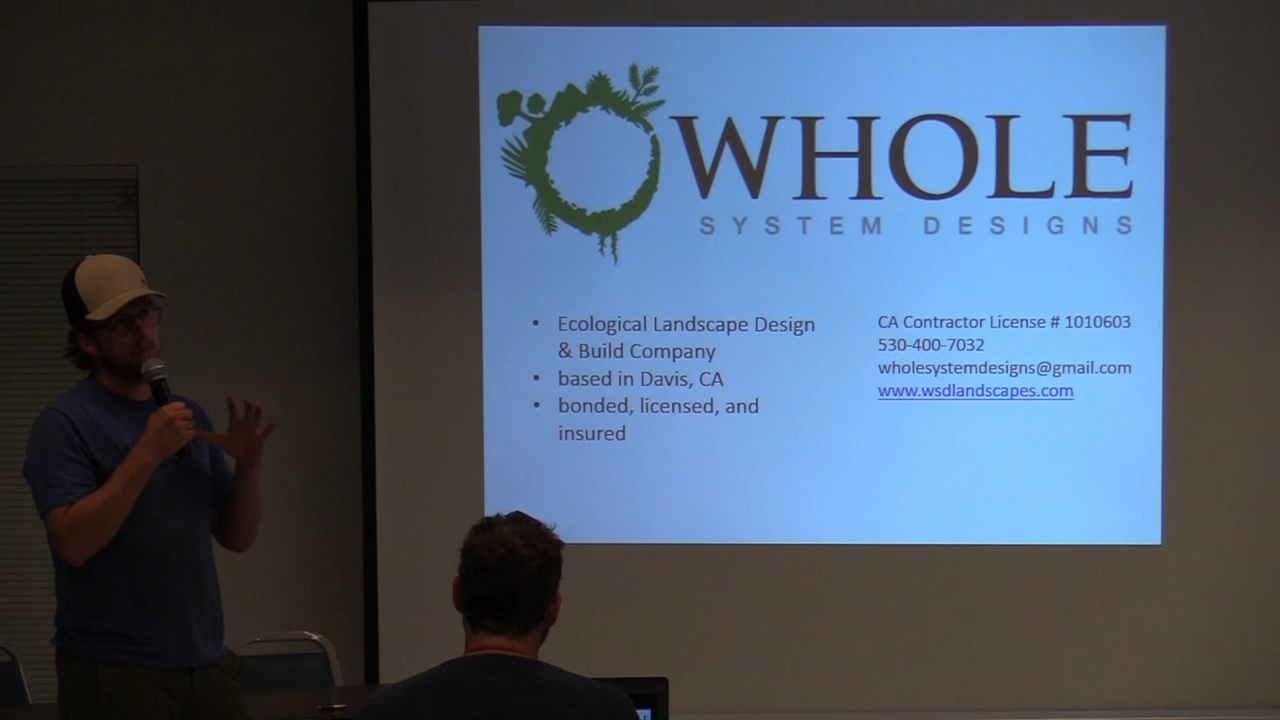 WHOLE
SYSTEM DESIGNS
• Ecological Landscape Design
& Build Company
• based in Davis, CA
• bonded, licensed, and
insured
CA Contractor License # 1010603
530-400-7032
wholesystemdesigns@gmail.com
www.wsdlandscapes.com